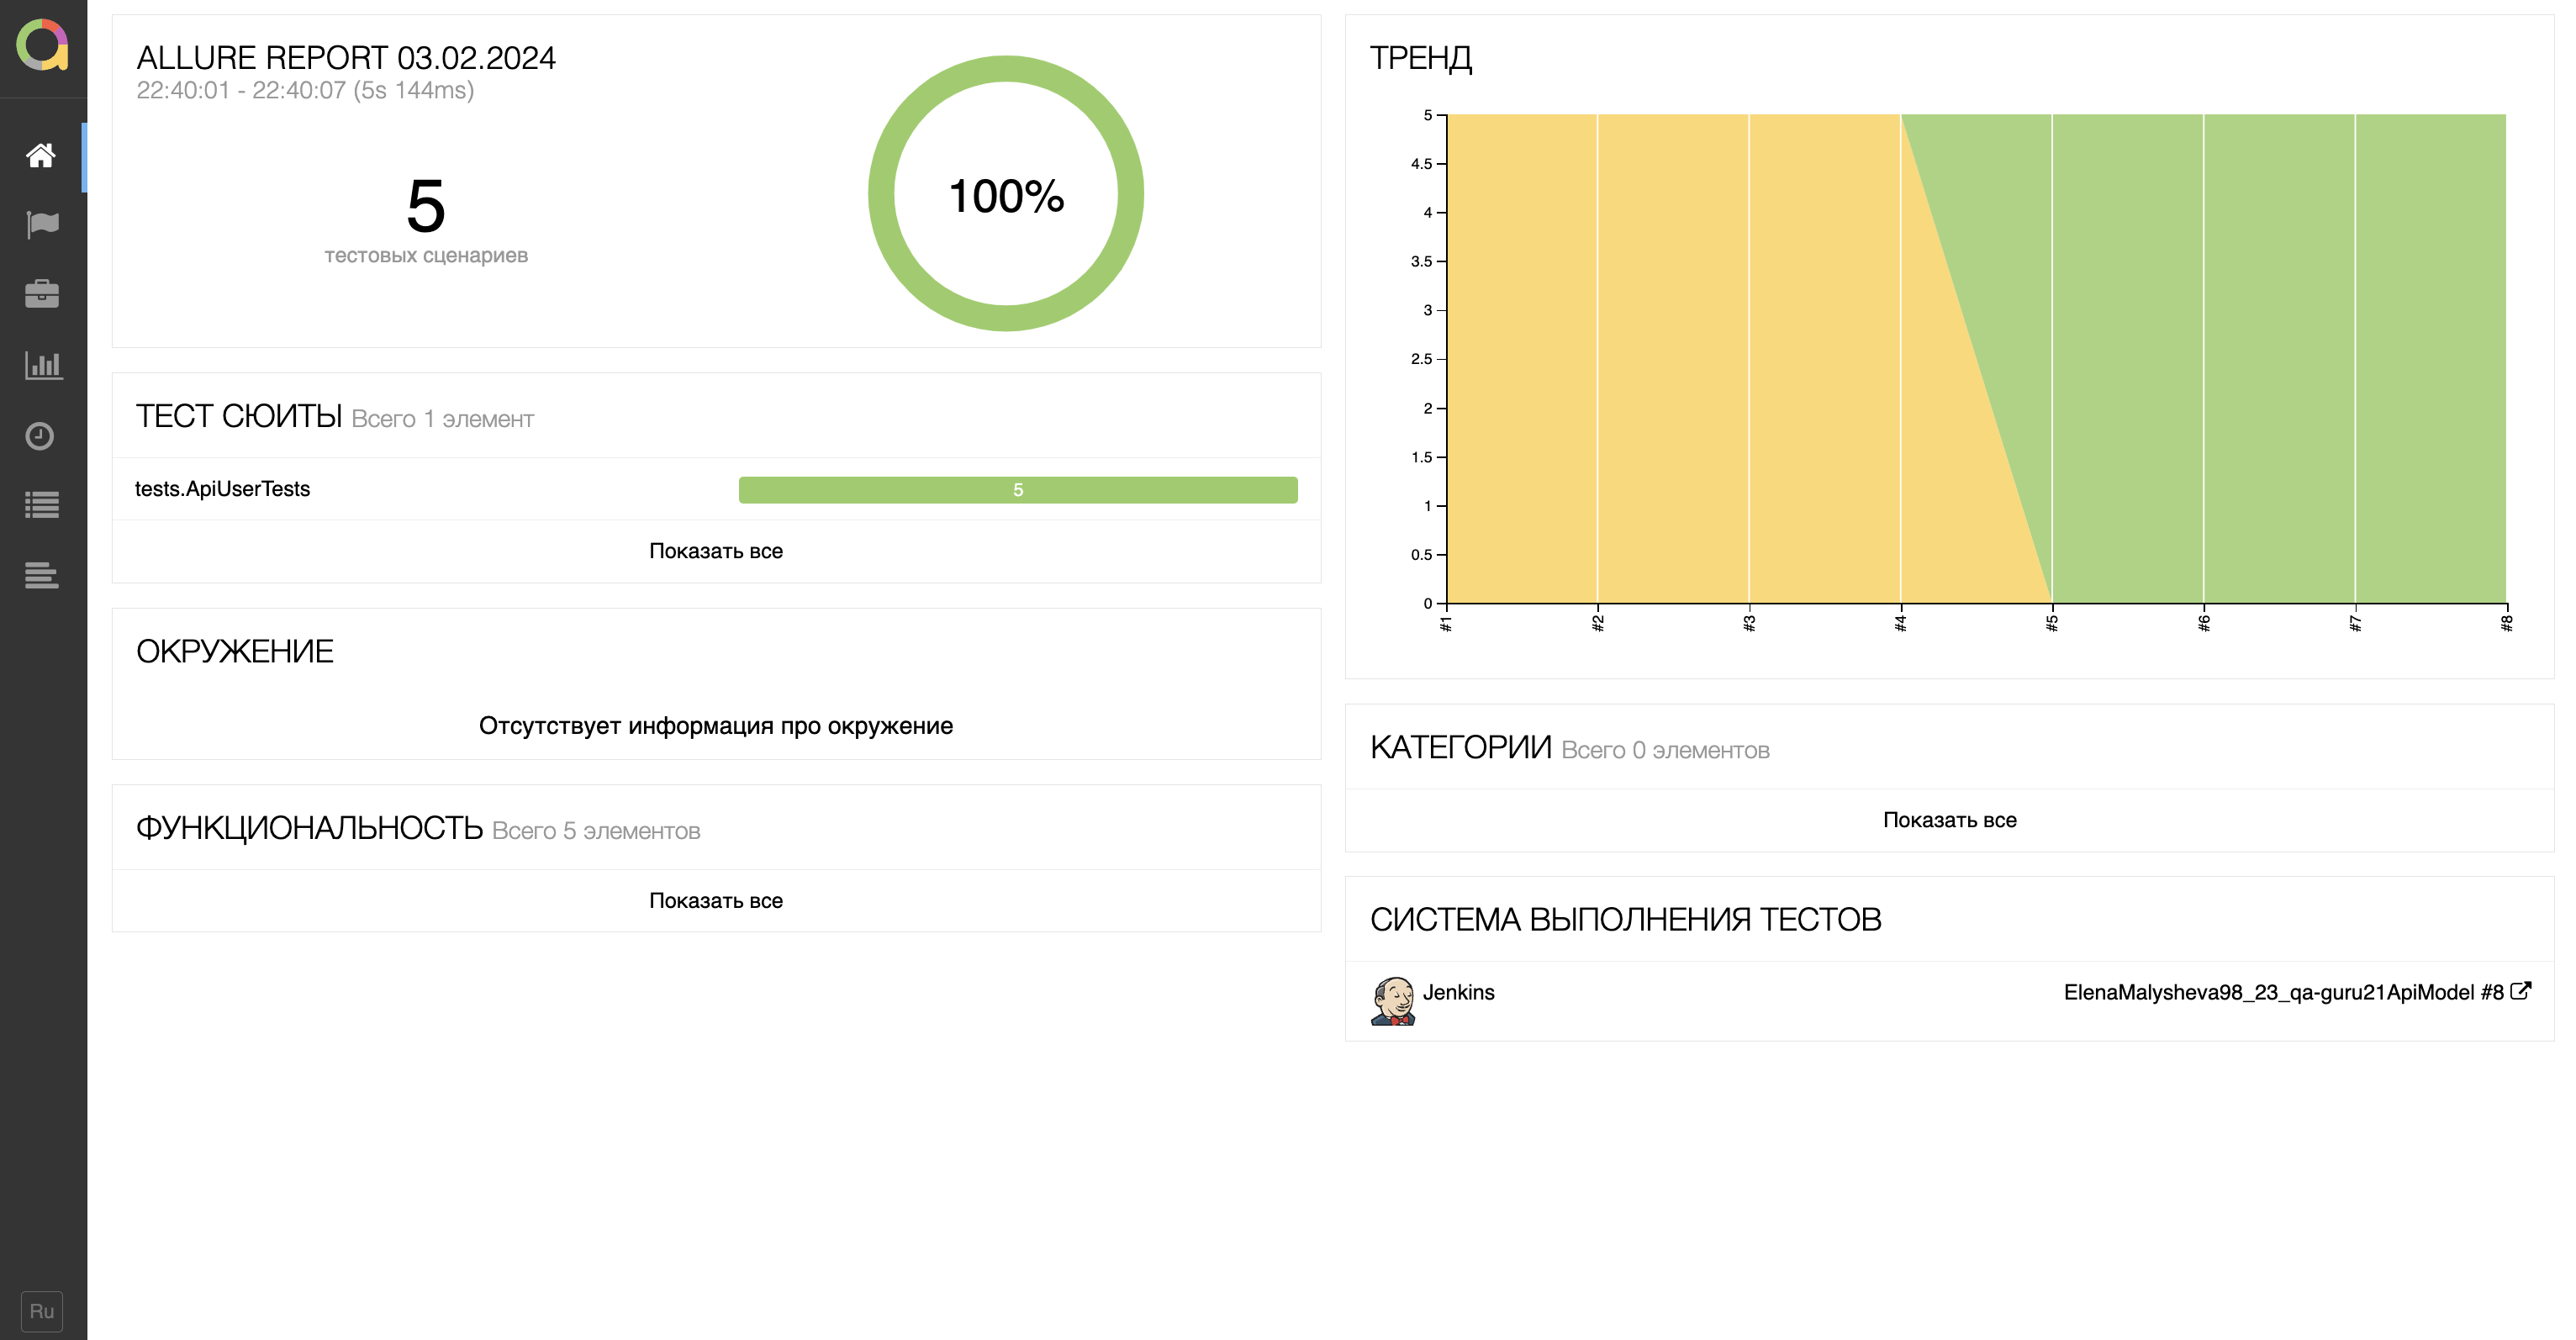 ALLURE REPORT 03.02.2024
22:40:01 - 22:40:07 (5s 144ms)
5
тестовых сценариев
100%
ТЕСТ СЮИТЫ Всего 1 элемент
tests.ApiUserTests
5
Показать все
ОКРУЖЕНИЕ
Отсутствует информация про окружение
ФУНКЦИОНАЛЬНОСТЬ Всего 5 элементов
Показать все
ТРЕНД
5
4.5
4
3.5
3
2.5
2
1.5
1
0.5
0
#1
#2
#3
#4
#5
#6
#7
#8
КАТЕГОРИИ Всего 0 элементов
Показать все
СИСТЕМА ВЫПОЛНЕНИЯ ТЕСТОВ
Jenkins
ElenaMalysheva98_23_qa-guru21ApiModel #8
Ru